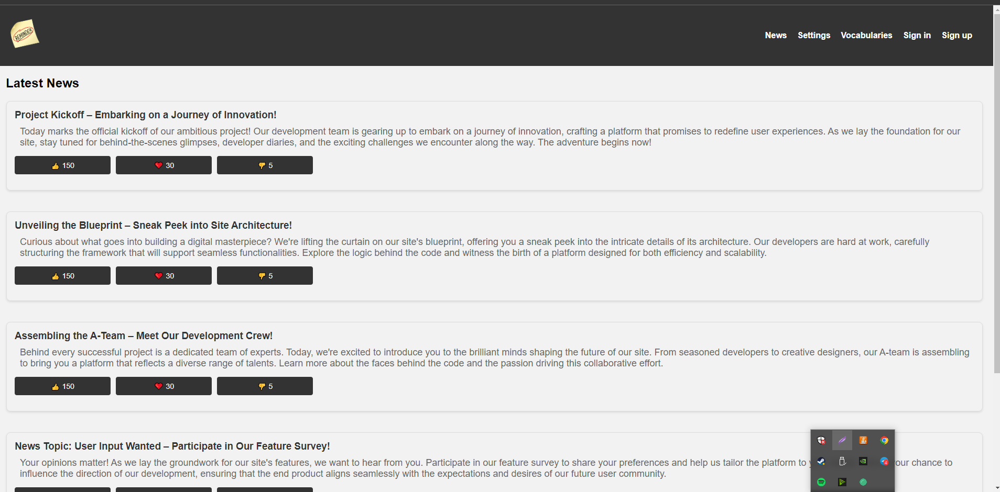 REMINDER
News Settings Vocabularies Sign in Sign up
Latest News
Project Kickoff – Embarking on a Journey of Innovation!
Today marks the official kickoff of our ambitious project! Our development team is gearing up to embark on a journey of innovation, crafting a platform that promises to redefine user experiences. As we lay the foundation for our
site, stay tuned for behind-the-scenes glimpses, developer diaries, and the exciting challenges we encounter along the way. The adventure begins now!
👍 150 ❤️ 30 👎 5
Unveiling the Blueprint – Sneak Peek into Site Architecture!
Curious about what goes into building a digital masterpiece? We're lifting the curtain on our site's blueprint, offering you a sneak peek into the intricate details of its architecture. Our developers are hard at work, carefully
structuring the framework that will support seamless functionalities. Explore the logic behind the code and witness the birth of a platform designed for both efficiency and scalability.
👍 150 ❤️ 30 👎 5
Assembling the A-Team – Meet Our Development Crew!
Behind every successful project is a dedicated team of experts. Today, we're excited to introduce you to the brilliant minds shaping the future of our site. From seasoned developers to creative designers, our A-team is assembling
to bring you a platform that reflects a diverse range of talents. Learn more about the faces behind the code and the passion driving this collaborative effort.
👍 150 ❤️ 30 👎 5
News Topic: User Input Wanted – Participate in Our Feature Survey!
Your opinions matter! As we lay the groundwork for our site's features, we want to hear from you. Participate in our feature survey to share your preferences and help us tailor the platform to your chance to
influence the direction of our development, ensuring that the end product aligns seamlessly with the expectations and desires of our future user community.
4